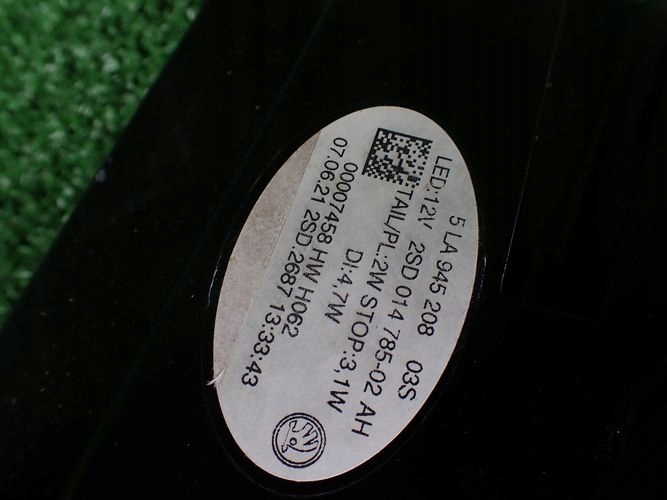 5 LA 945 208 03S
LED:12V 2SD 014 785-02 AH
TAIL/PL:2W STOP:3,1W
DI:4,7W
00007458 HW H062
07.06.21 2SD:2687 13:33:43